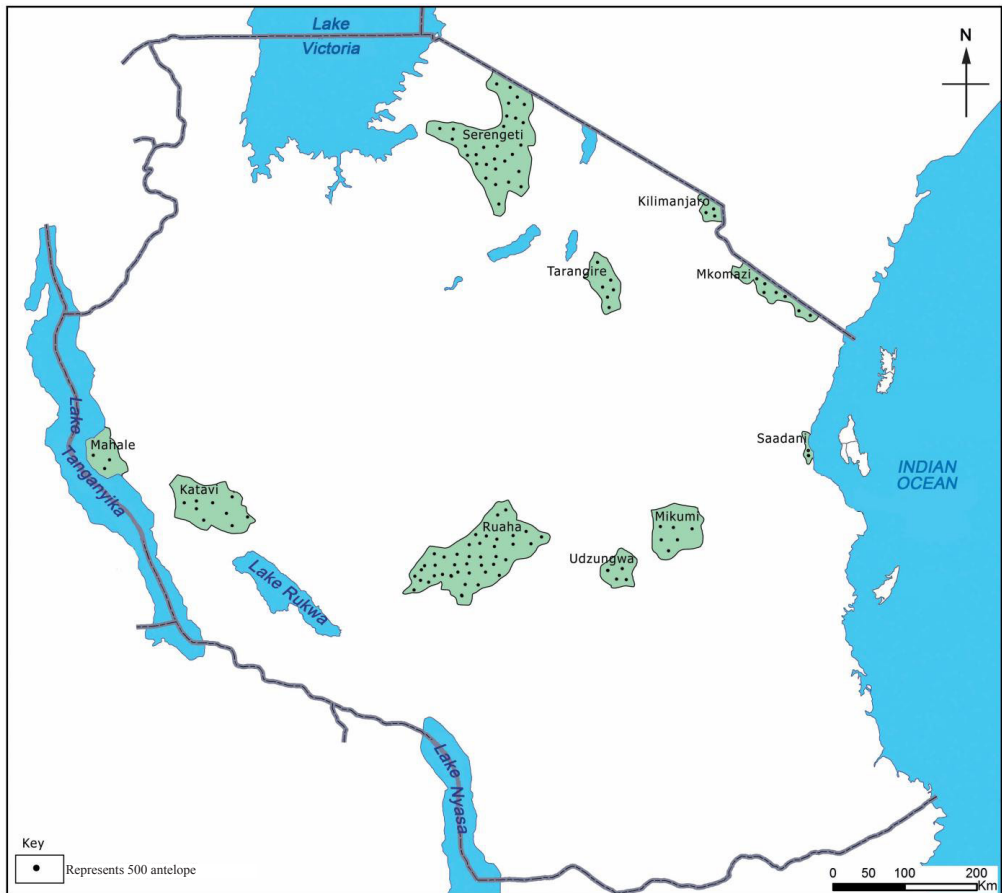 Lake
Victoria
N
Serengeti
Kilimanjaro
Tarangire
Mkomazi
Lake
Tanganyika
Mahale
Saadani
INDIAN
OCEAN
Katavi
Ruaha
Mikumi
Udzungwa
Lake Rukwa
Lake Nyasa
Key
Represents 500 antelope
0 50 100 200
Km